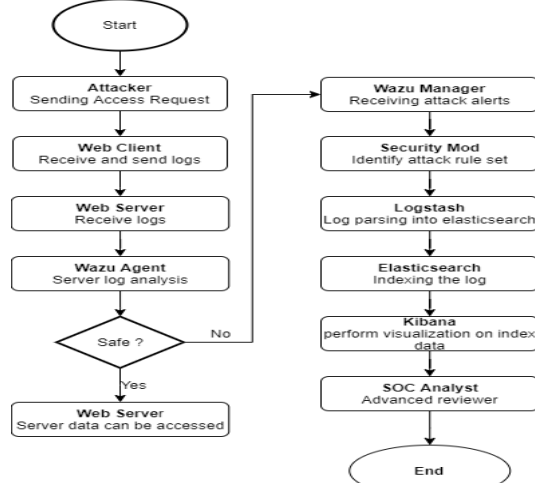 Start
Attacker
Sending Access Request
Web Client
Receive and send logs
Web Server
Receive logs
Wazu Agent
Server log analysis
Safe ?
No
Yes
Web Server
Server data can be accessed
Wazu Manager
Receiving attack alerts
Security Mod
Identify attack rule set
Logstash
Log parsing into elasticsearch
Elasticsearch
Indexing the log
Kibana
perform visualization on index
data
SOC Analyst
Advanced reviewer
End